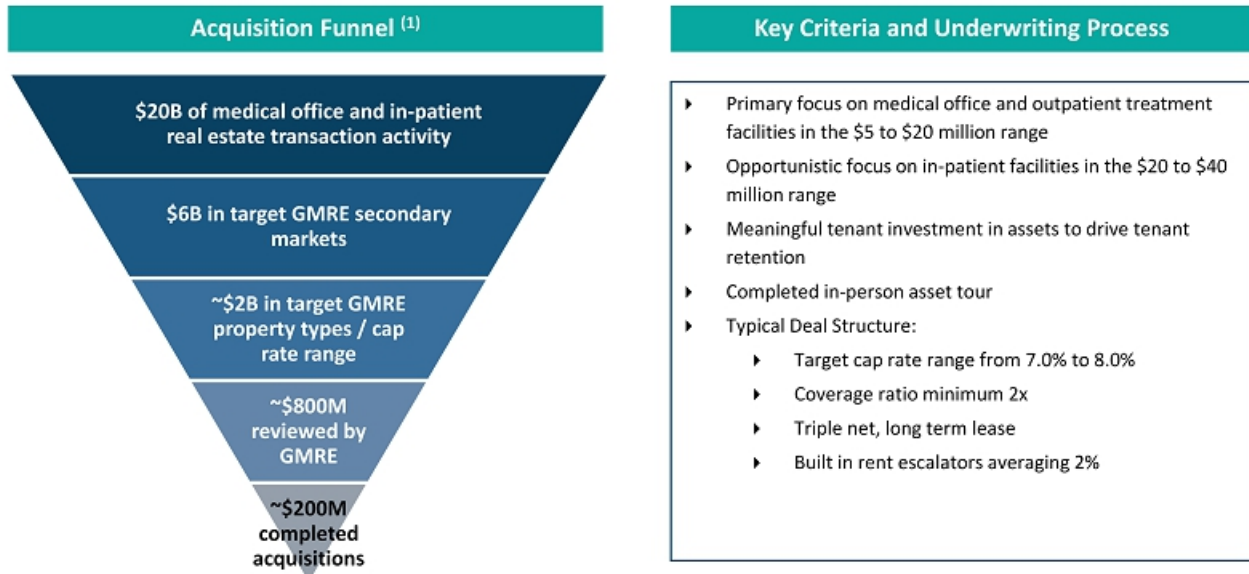 Acquisition Funnel (1)
$20B of medical office and in-patient
real estate transaction activity
$6B in target GMRE secondary
markets
~$2B in target GMRE
property types / cap
rate range
~$800M
reviewed by
GMRE
~$200M
completed
acquisitions
Key Criteria and Underwriting Process
Primary focus on medical office and outpatient treatment
facilities in the $5 to $20 million range
Opportunistic focus on in-patient facilities in the $20 to $40
million range
Meaningful tenant investment in assets to drive tenant
retention
Completed in-person asset tour
Typical Deal Structure:
Target cap rate range from 7.0% to 8.0%
Coverage ratio minimum 2x
Triple net, long term lease
Built in rent escalators averaging 2%